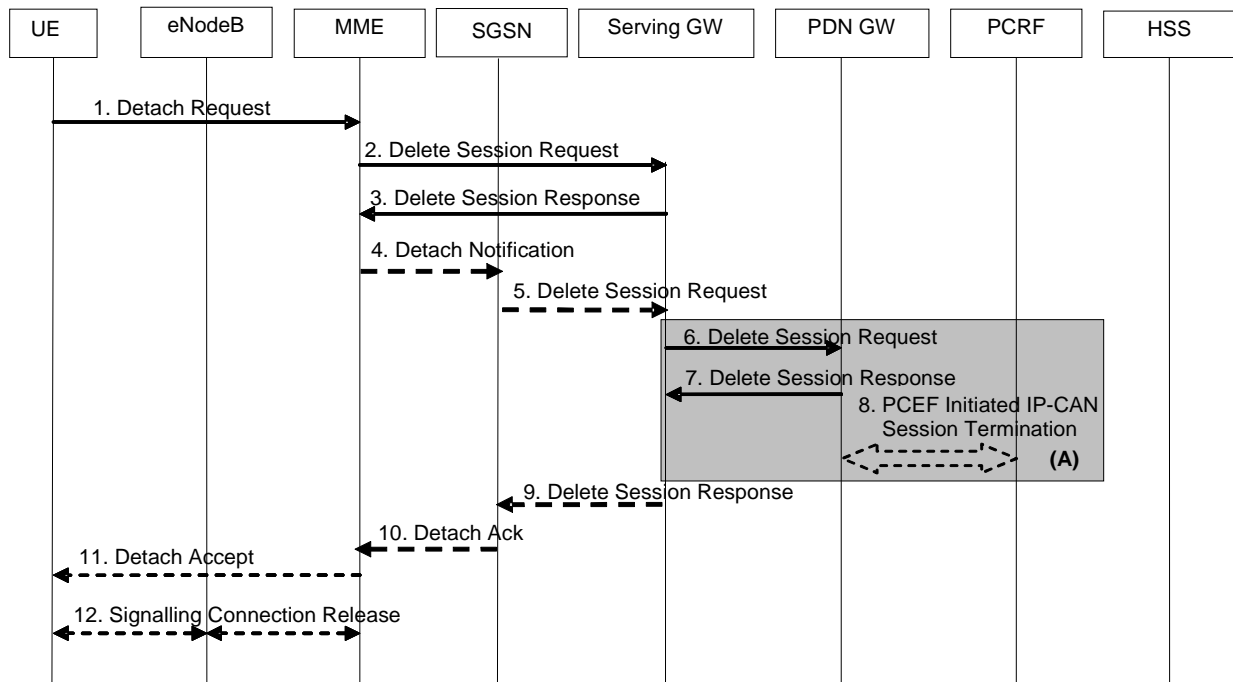 UE
eNodeB
MME
SGSN
Serving GW
PDN GW
PCRF
HSS
1. Detach Request
2. Delete Session Request
3. Delete Session Response
4. Detach Notification
5. Delete Session Request
6. Delete Session Request
7. Delete Session Response
8. PCEF Initiated IP-CAN
Session Termination
(A)
9. Delete Session Response
10. Detach Ack
11. Detach Accept
12. Signalling Connection Release